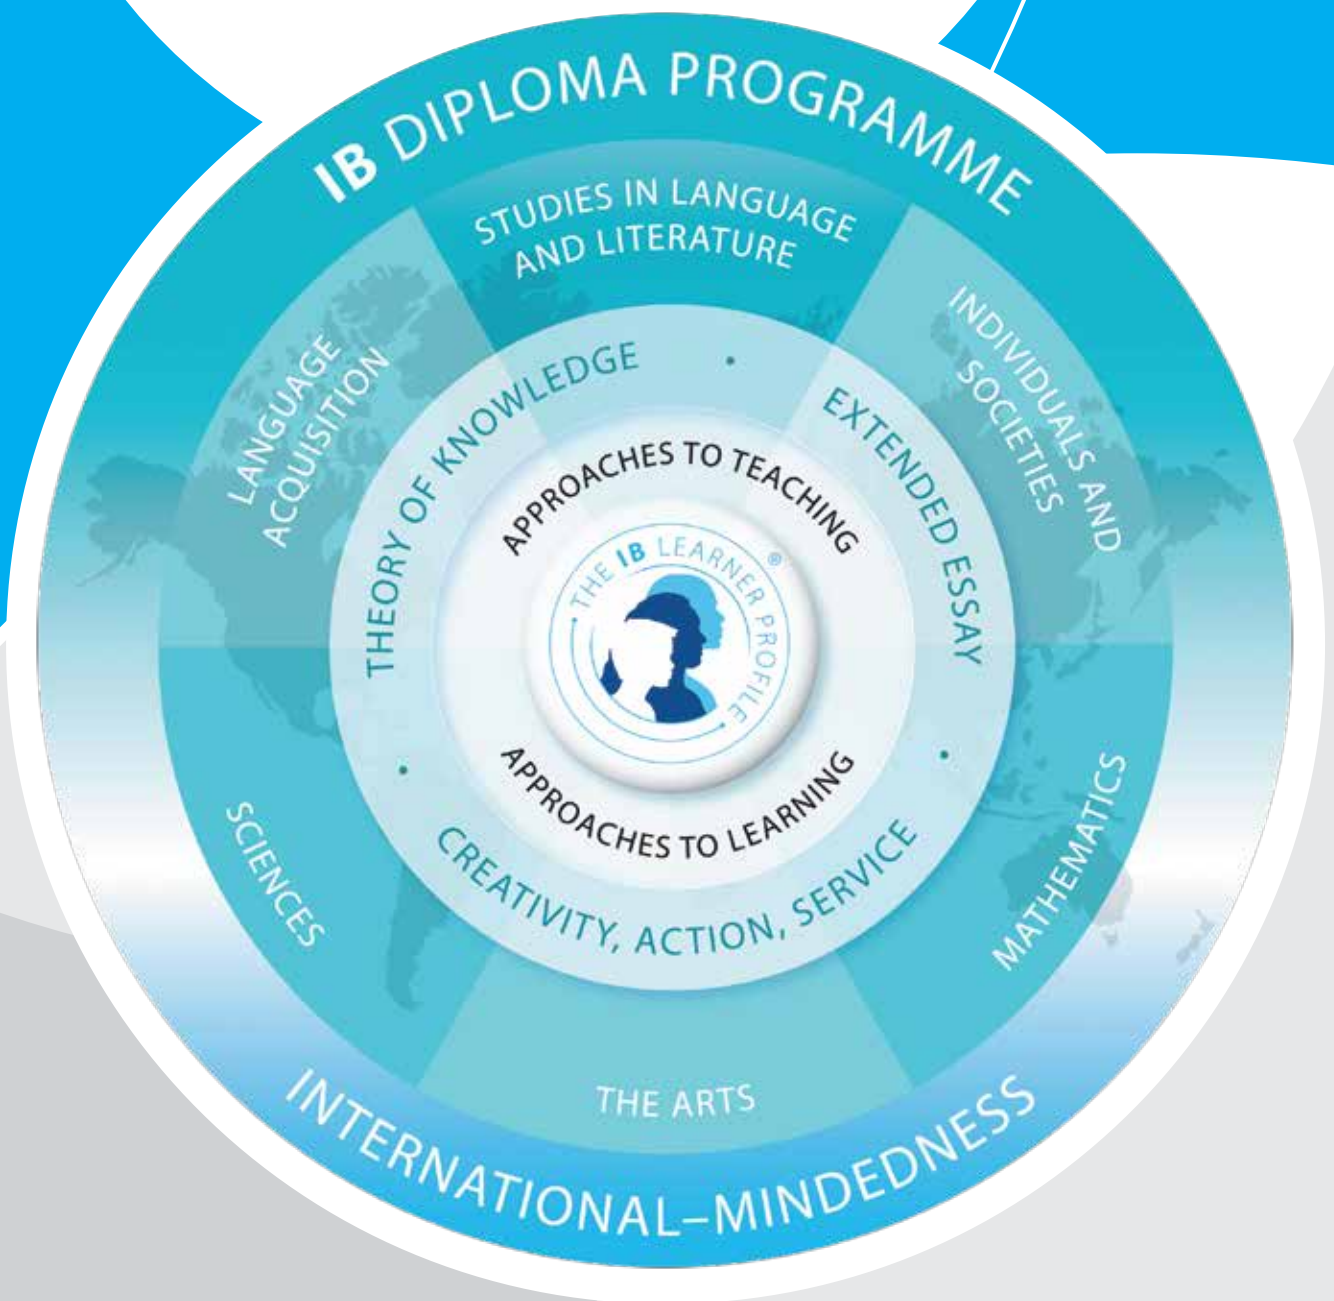 IB DIPLOMA PROGRAMME
STUDIES IN LANGUAGE
AND LITERATURE
LANGUAGE
ACQUISITION
INDIVIDUALS AND
SOCIETIES
THEORY OF KNOWLEDGE
·
EXTENDED ESSAY
APPROACHES TO TEACHING
THE IB LEARNER PROFILE
®
APPROACHES TO LEARNING
·
CREATIVITY, ACTION, SERVICE
·
SCIENCES
MATHEMATICS
THE ARTS
INTERNATIONAL–MINDEDNESS